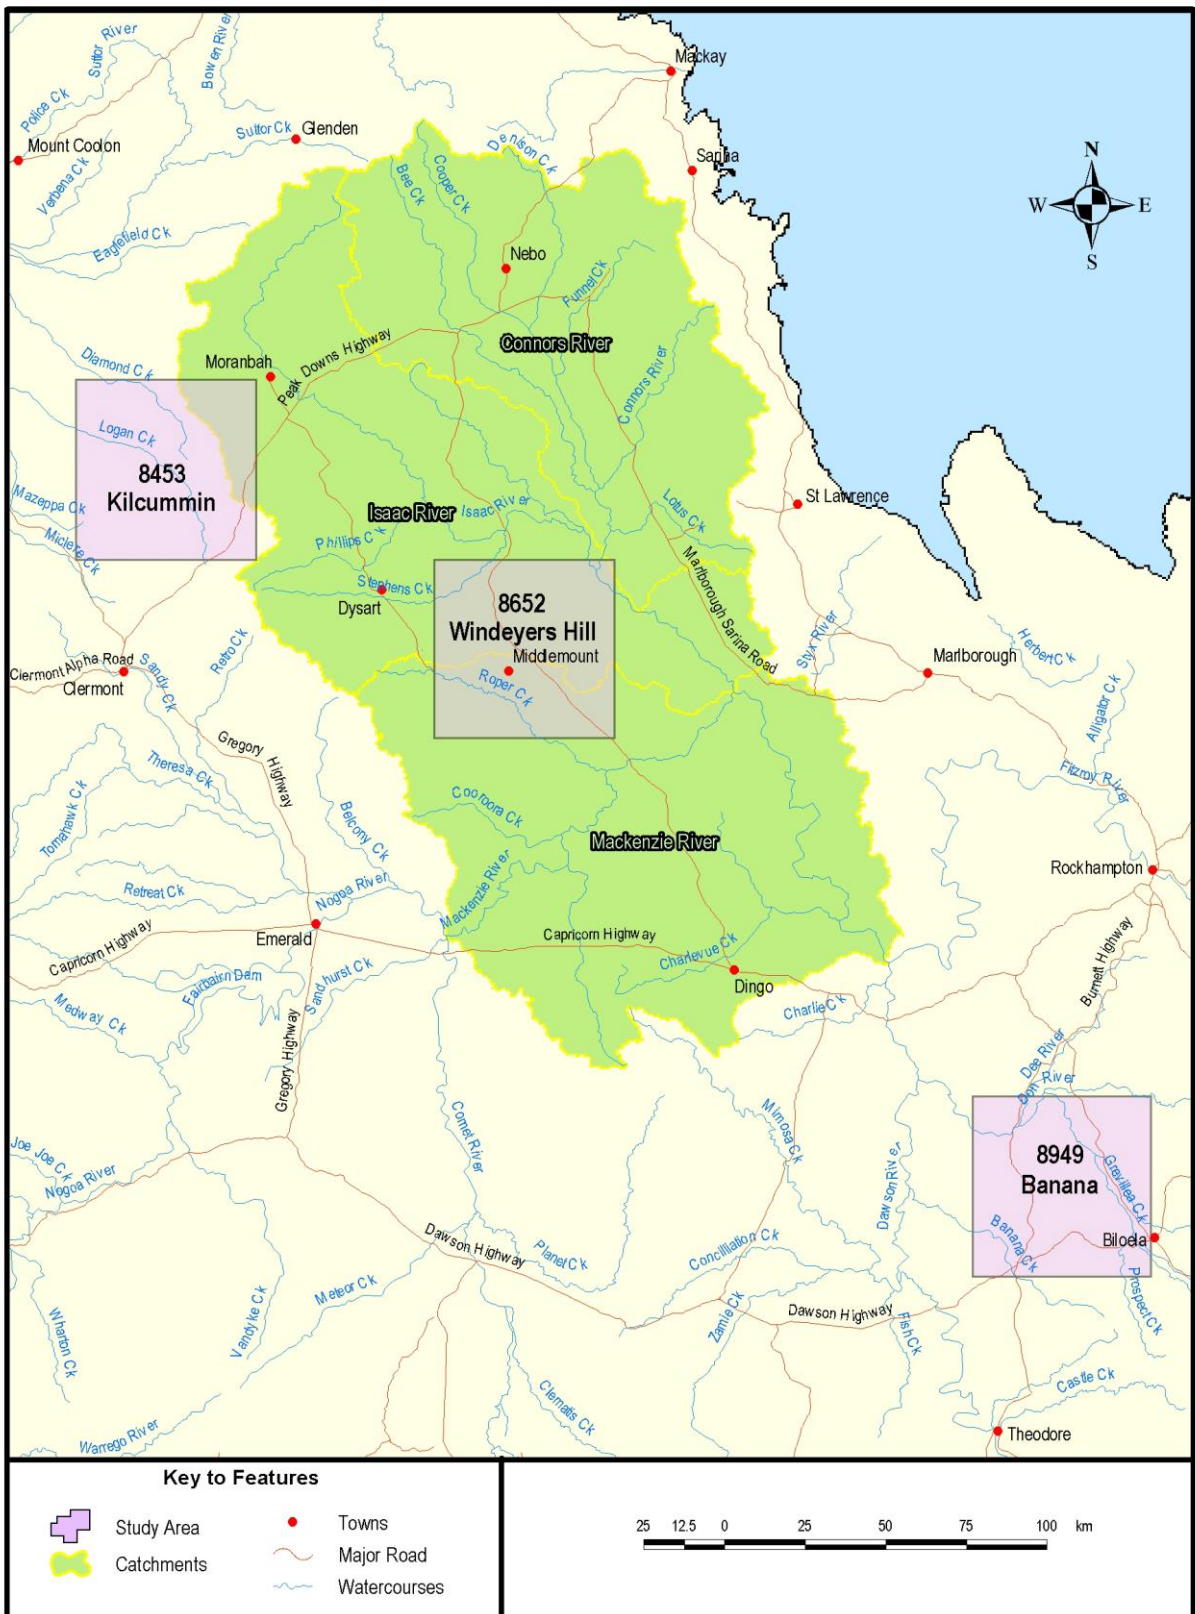 Mackay
Suttor River
Bowen River
Police Ck
Suttor Ck
Glenden
Denison Ck
Mount Coolon
Verbena Ck
Bee Ck
Cooper Ck
Sarina
N
W
E
S
Eaglefield Ck
Nebo
Funnel Ck
Connors River
Peak Downs Highway
Diamond Ck
Moranbah
Connors River
Logan Ck
8453
Kilcummin
Mazeppa Ck
Miclere Ck
Isaac River
Isaac River
Lotus Ck
St Lawrence
Phillips Ck
Stephens Ck
Dysart
8652
Windeyers Hill
Middlemount
Roper Ck
Marlborough Sarina Road
Styx River
Marlborough
Herbert Ck
Alligator Ck
Clermont Alpha Road
Clermont
Sandy Ck
Retro Ck
Gregory Highway
Theresa Ck
Tomahawk Ck
Belcony Ck
Cooroora Ck
Fitzroy River
Mackenzie River
Rockhampton
Retreat Ck
Nogoa River
Mackenzie River
Emerald
Capricorn Highway
Capricorn Highway
Charlevue Ck
Dingo
Burnett Highway
Fairbairn Dam
Sandhurst Ck
Medway Ck
Charlie Ck
Gregory Highway
Dee River
Don River
Comet River
Mimosa Ck
Joe Joe Ck
Nogoa River
Dawson River
8949
Banana
Grevillea Ck
Banana Ck
Biloela
Dawson Highway
Planet Ck
Conciliation Ck
Prospect Ck
Meteor Ck
Vandyke Ck
Wharton Ck
Zamie Ck
Dawson Highway
Fish Ck
Castle Ck
Clematis Ck
Warrego River
Theodore
Key to Features
Study Area
Catchments
Towns
Major Road
Watercourses
25 12.5 0 25 50 75 100 km